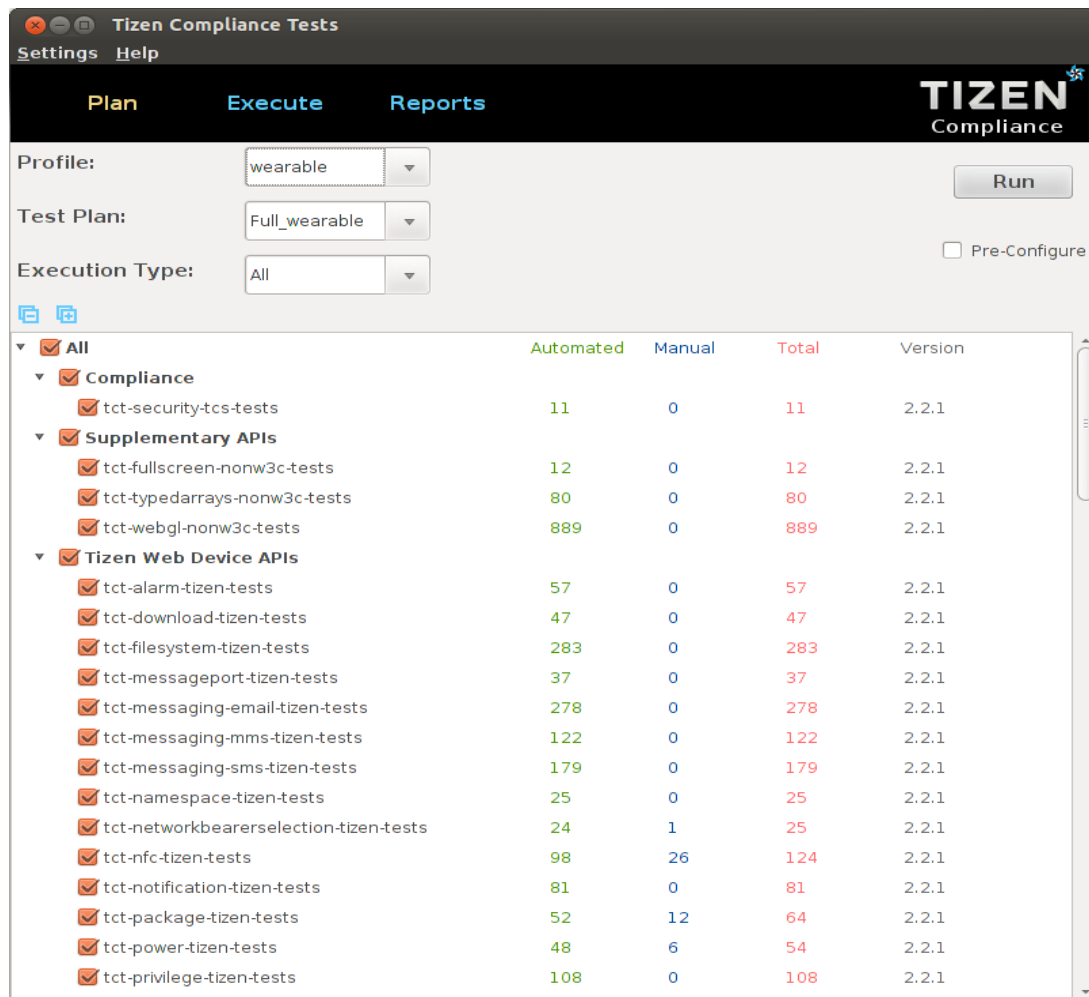 Tizen Compliance Tests
Settings Help
Plan Execute Reports
TIZEN
Compliance
Profile: wearable
Run
Test Plan: Full_wearable
Pre-Configure
Execution Type: All
All Automated Manual Total Version
Compliance
tct-security-tcs-tests 11 0 11 2.2.1
Supplementary APIs
tct-fullscreen-nonw3c-tests 12 0 12 2.2.1
tct-typedarrays-nonw3c-tests 80 0 80 2.2.1
tct-webgl-nonw3c-tests 889 0 889 2.2.1
Tizen Web Device APIs
tct-alarm-tizen-tests 57 0 57 2.2.1
tct-download-tizen-tests 47 0 47 2.2.1
tct-filesystem-tizen-tests 283 0 283 2.2.1
tct-messageport-tizen-tests 37 0 37 2.2.1
tct-messaging-email-tizen-tests 278 0 278 2.2.1
tct-messaging-mms-tizen-tests 122 0 122 2.2.1
tct-messaging-sms-tizen-tests 179 0 179 2.2.1
tct-namespace-tizen-tests 25 0 25 2.2.1
tct-networkbearerselection-tizen-tests 24 1 25 2.2.1
tct-nfc-tizen-tests 98 26 124 2.2.1
tct-notification-tizen-tests 81 0 81 2.2.1
tct-package-tizen-tests 52 12 64 2.2.1
tct-power-tizen-tests 48 6 54 2.2.1
tct-privilege-tizen-tests 108 0 108 2.2.1